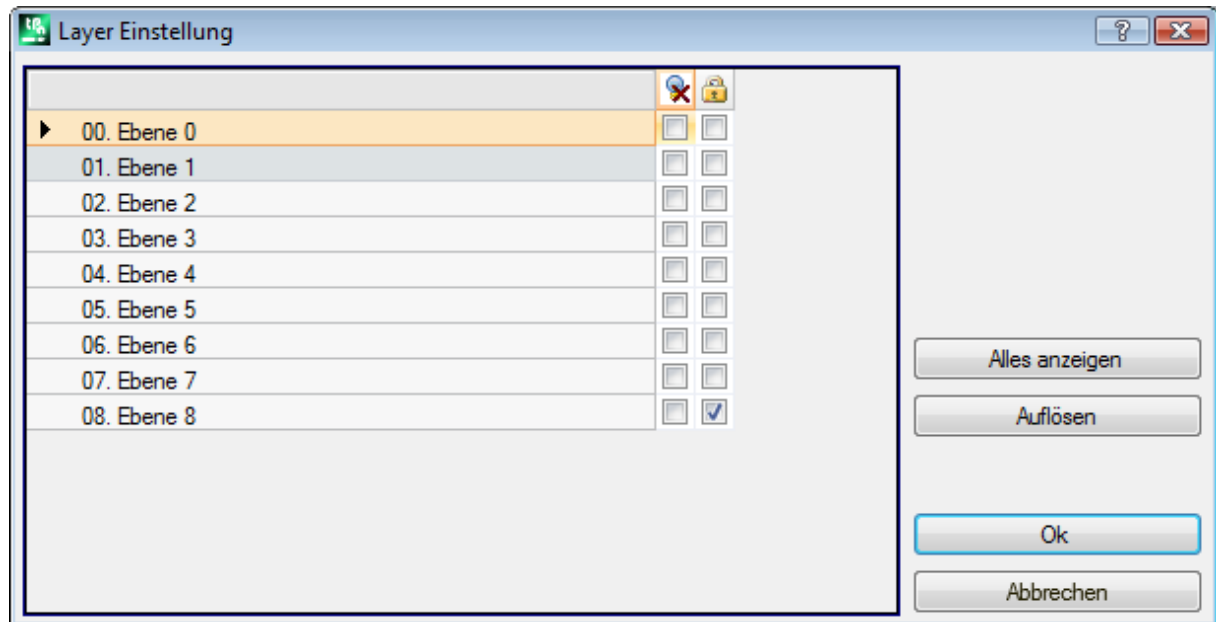 Layer Einstellung
00. Ebene 0
01. Ebene 1
02. Ebene 2
03. Ebene 3
04. Ebene 4
05. Ebene 5
06. Ebene 6
07. Ebene 7
08. Ebene 8
Alles anzeigen
Auflösen
Ok
Abbrechen